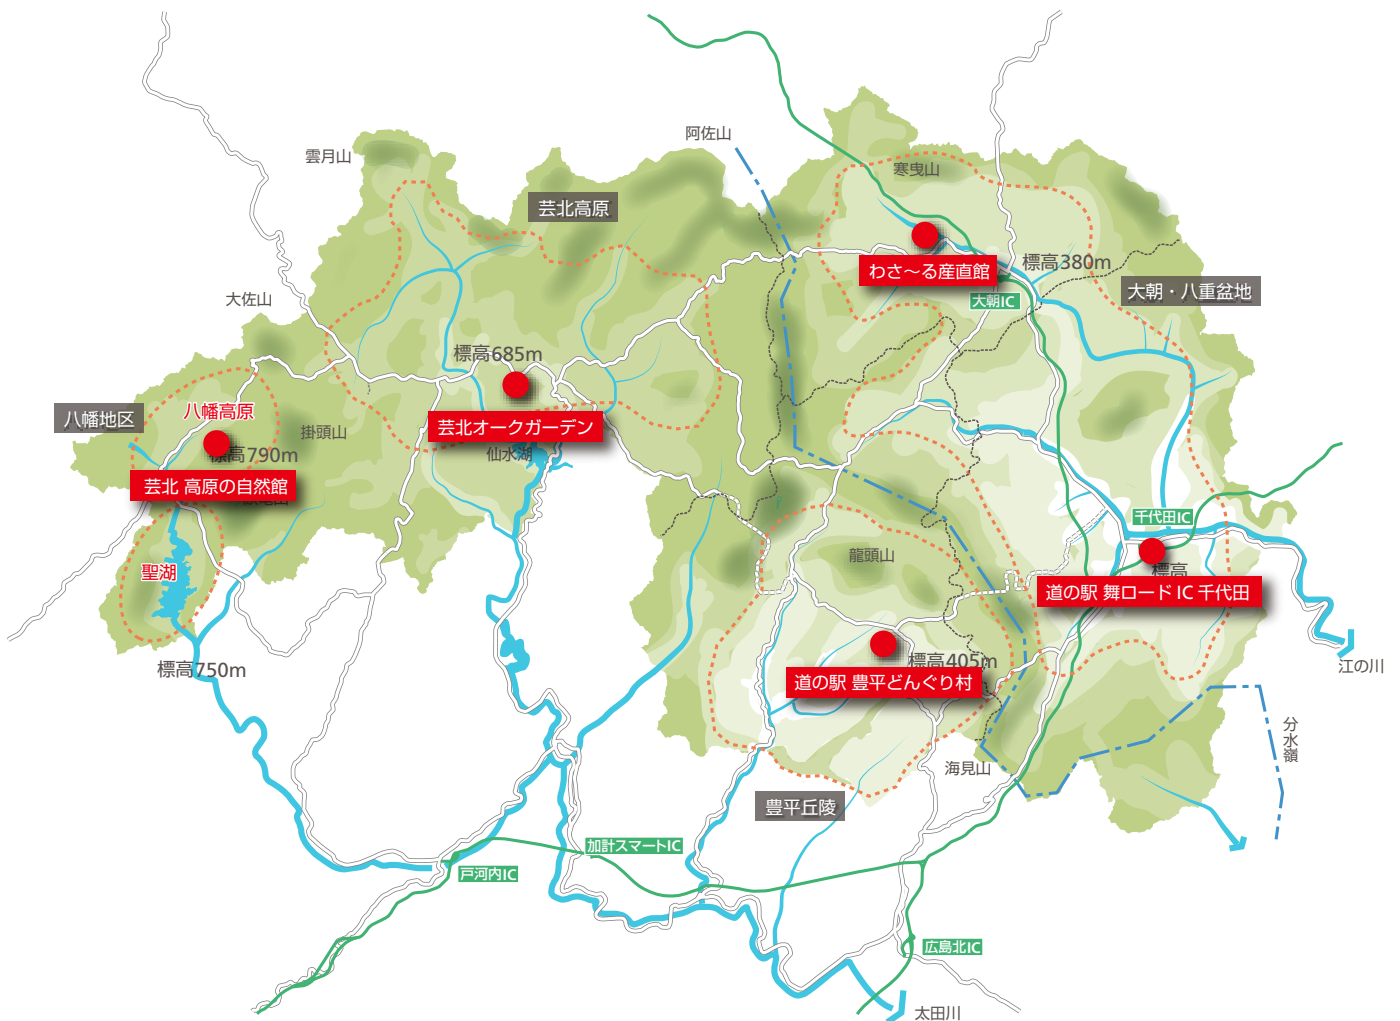 阿佐山
雲月山
寒曳山
芸北高原
わさ～る産直館
標高380m
大朝・八重盆地
大朝IC
大佐山
標高685m
八幡地区
八幡高原
掛頭山
芸北オークガーデン
仙水湖
標高790m
芸北 高原の自然館
千代田IC
龍頭山
聖湖
標高
道の駅 舞ロード IC 千代田
標高750m
標高405m
道の駅 豊平どんぐり村
江の川
分水嶺
海見山
豊平丘陵
加計スマートIC
戸河内IC
広島北IC
太田川